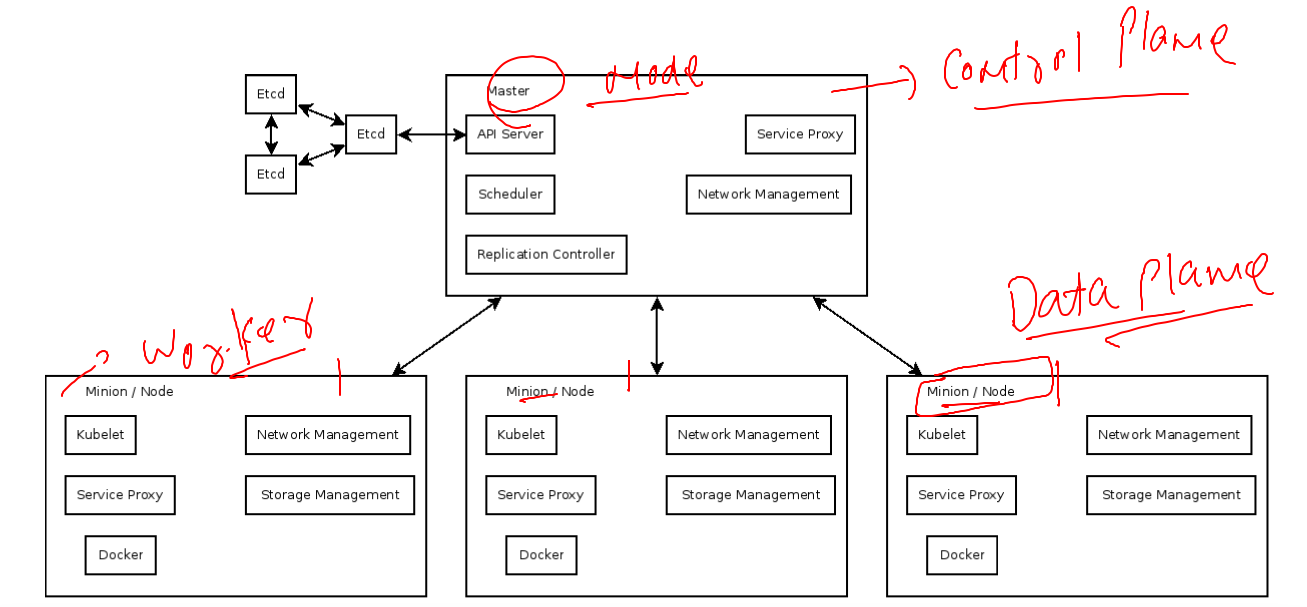 Control Plane
Node
Master
Etcd
Etcd
Etcd
API Server
Service Proxy
Scheduler
Network Management
Replication Controller
Data Plane
Worker
Minion / Node
Kubelet
Network Management
Service Proxy
Storage Management
Docker
Minion / Node
Kubelet
Network Management
Service Proxy
Storage Management
Docker
Minion / Node
Kubelet
Network Management
Service Proxy
Storage Management
Docker